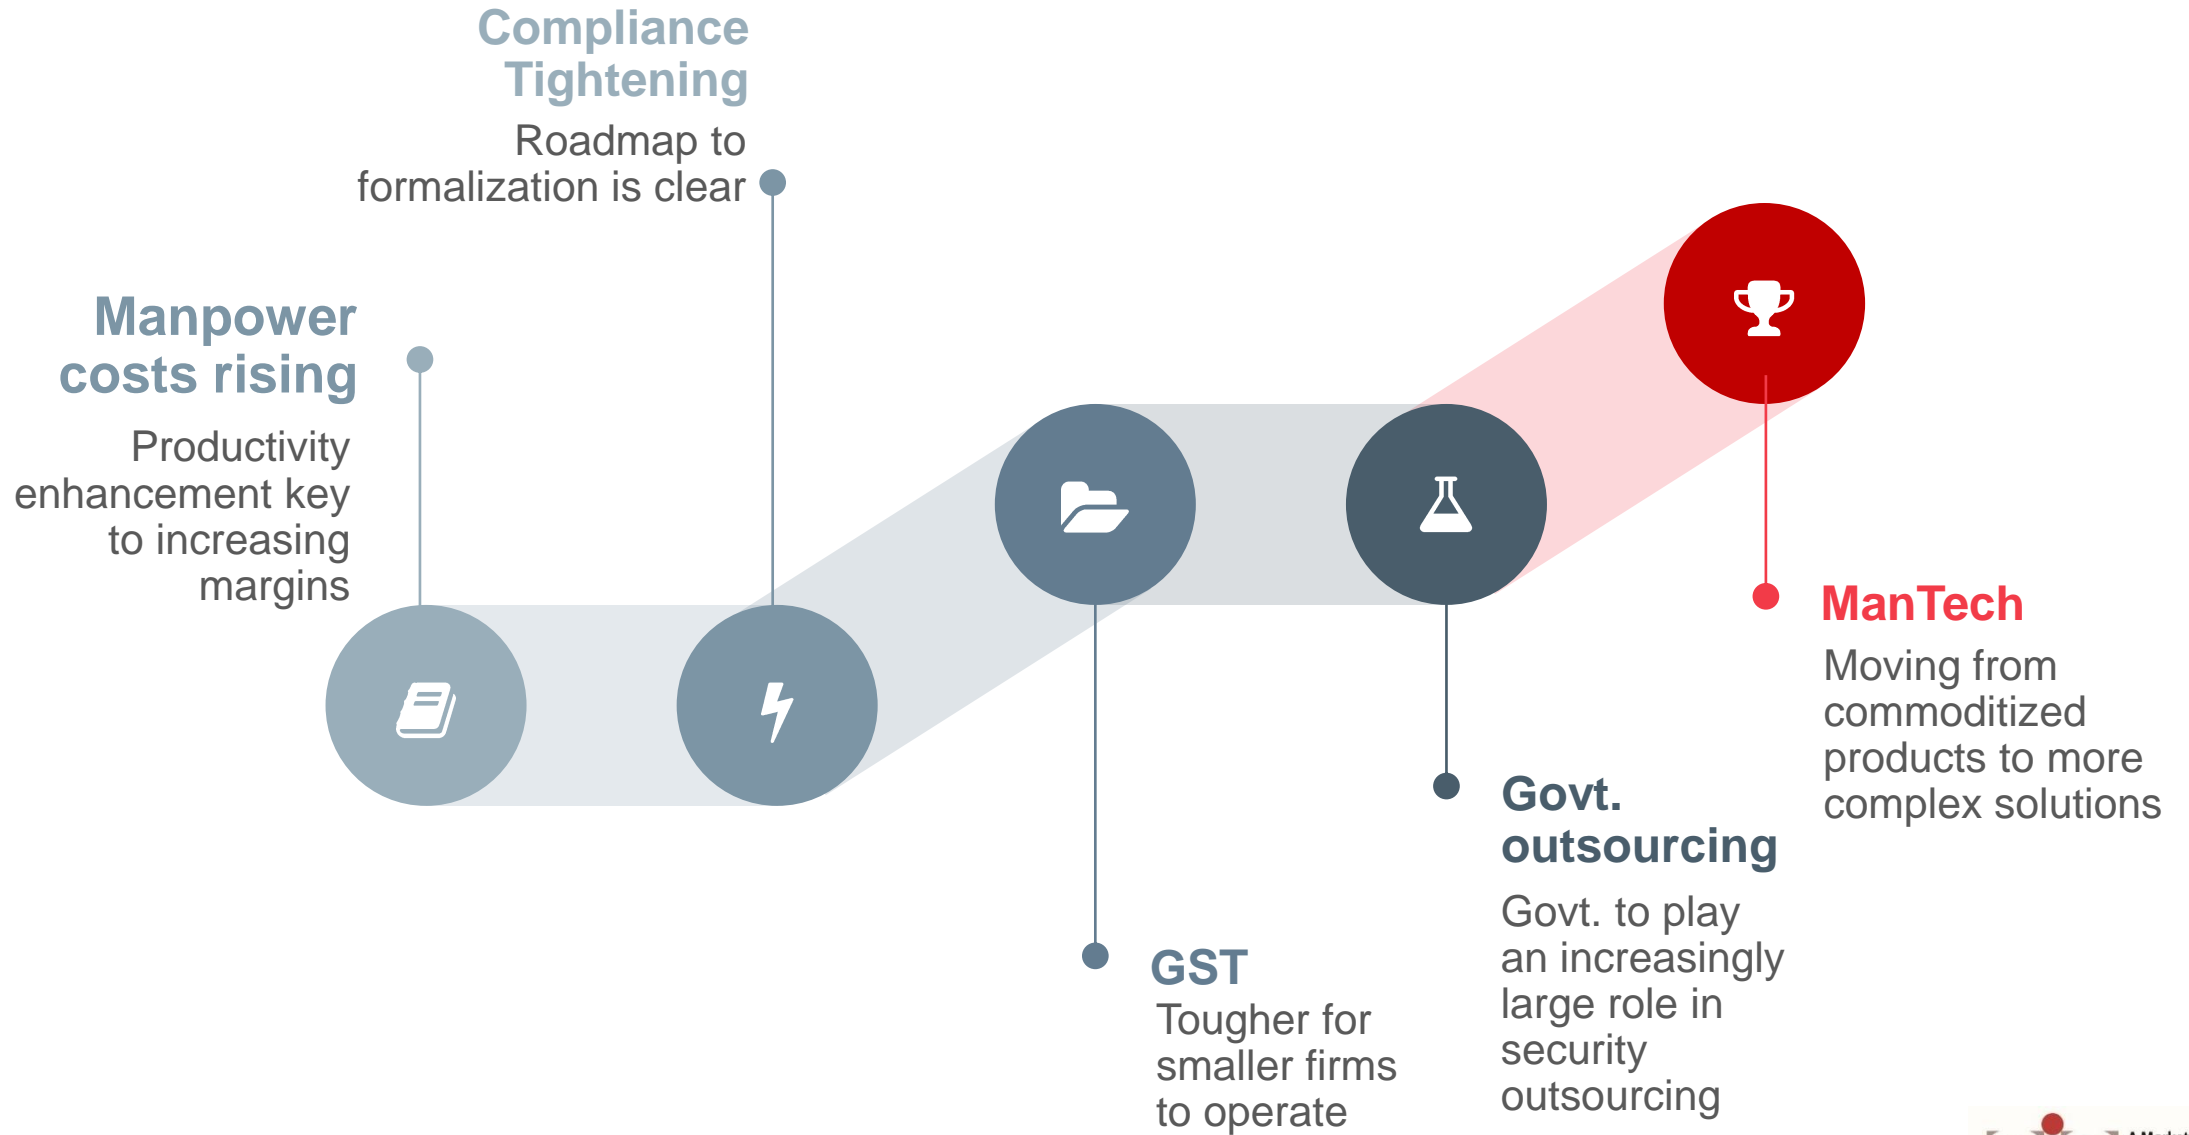 Compliance
Tightening
Roadmap to
formalization is clear
Manpower
costs rising
Productivity
enhancement key
to increasing
margins
ManTech
Moving from
commoditized
products to more
complex solutions
Govt.
outsourcing
Govt. to play
an increasingly
large role in
security
outsourcing
GST
Tougher for
smaller firms
to operate